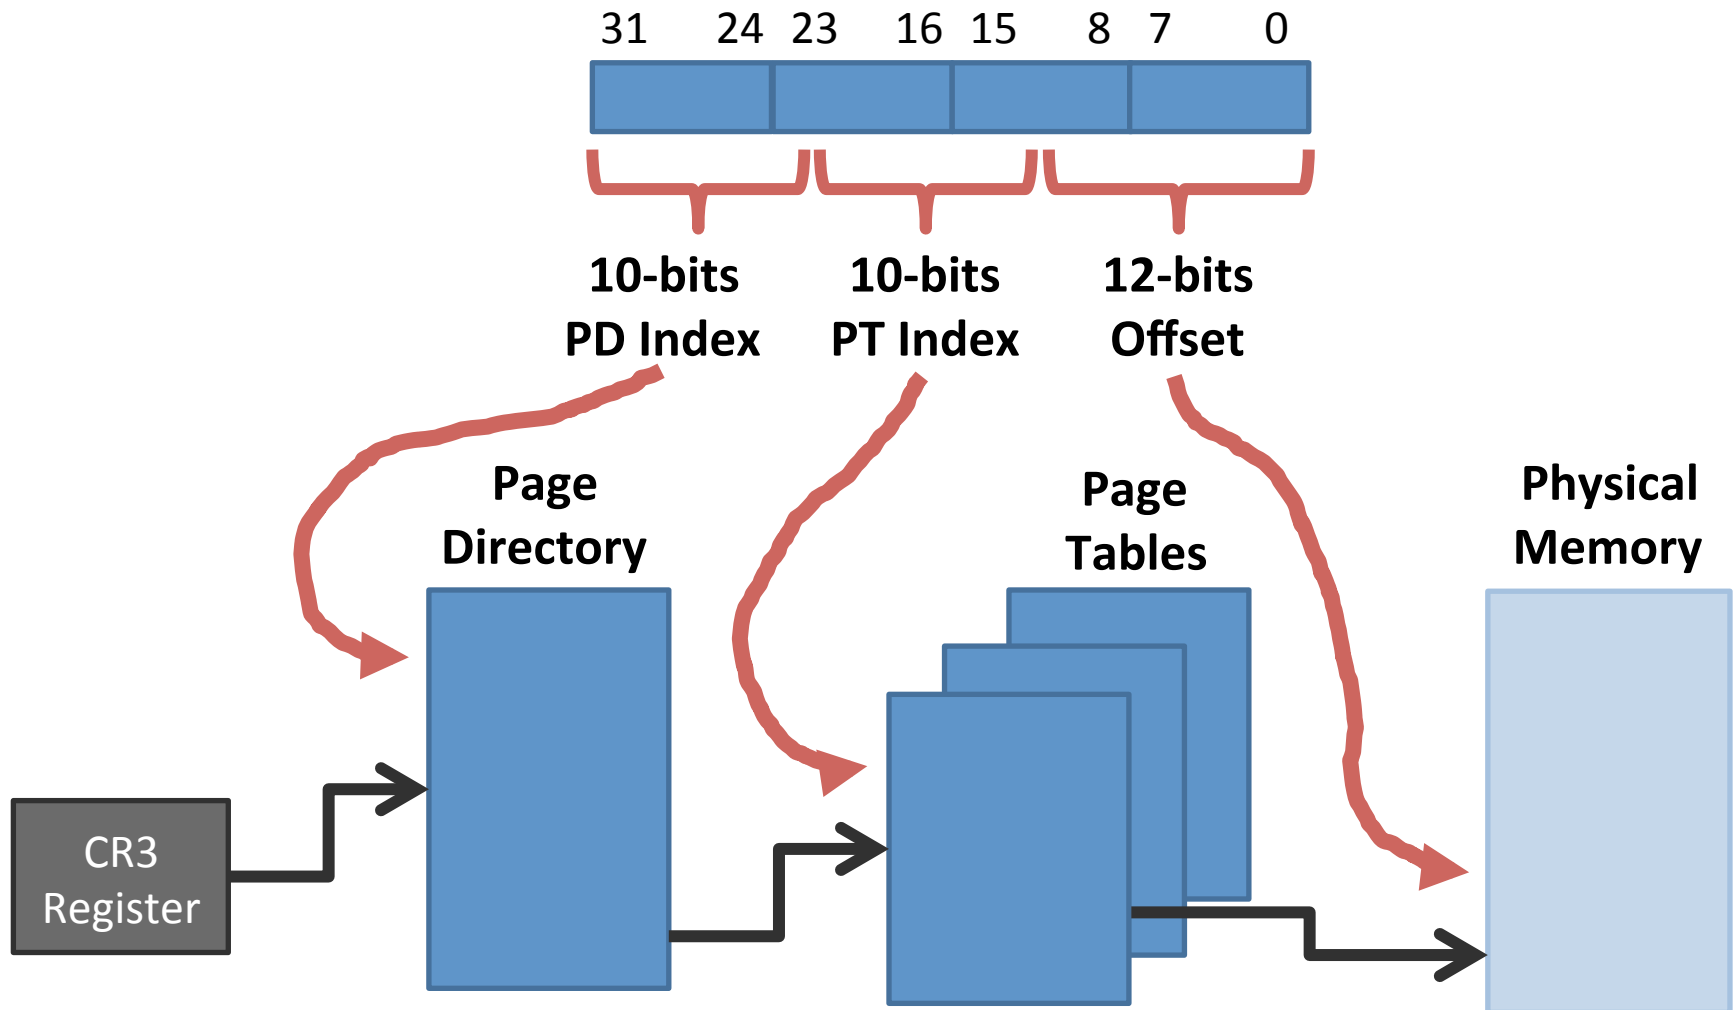 31 24 23 16 15 8 7 0
10-bits
PD Index
10-bits
PT Index
12-bits
Offset
Page
Directory
Page
Tables
Physical
Memory
CR3
Register